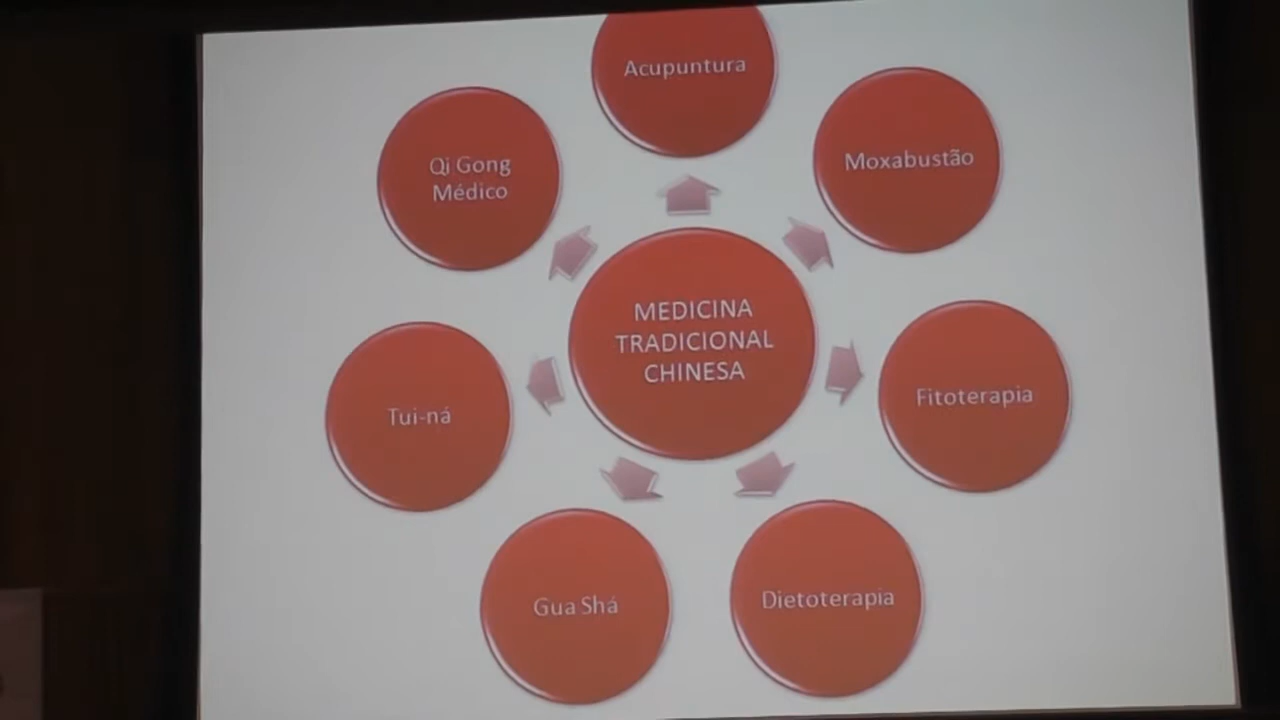 Acupuntura
Moxabustão
Qi Gong
Médico
MEDICINA
TRADICIONAL
CHINESA
Fitoterapia
Tui-ná
Dietoterapia
Gua Shá